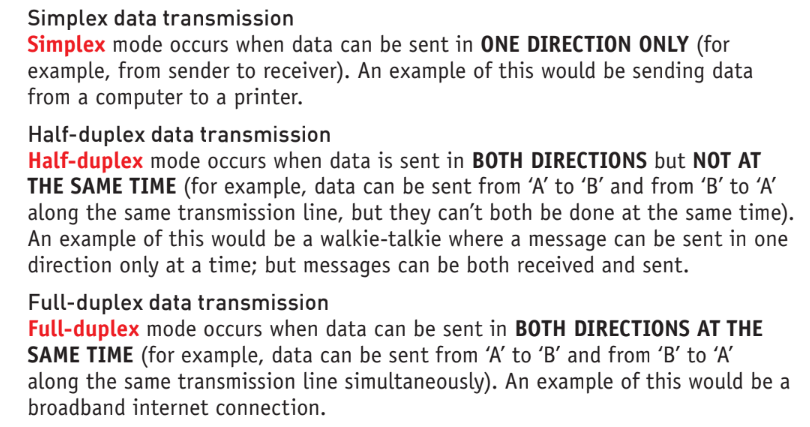 Simplex data transmission
Simplex mode occurs when data can be sent in ONE DIRECTION ONLY (for
example, from sender to receiver). An example of this would be sending data
from a computer to a printer.
Half-duplex data transmission
Half-duplex mode occurs when data is sent in BOTH DIRECTIONS but NOT AT
THE SAME TIME (for example, data can be sent from ‘A’ to ‘B’ and from ‘B’ to ‘A’
along the same transmission line, but they can’t both be done at the same time).
An example of this would be a walkie-talkie where a message can be sent in one
direction only at a time; but messages can be both received and sent.
Full-duplex data transmission
Full-duplex mode occurs when data can be sent in BOTH DIRECTIONS AT THE
SAME TIME (for example, data can be sent from ‘A’ to ‘B’ and from ‘B’ to ‘A’
along the same transmission line simultaneously). An example of this would be a
broadband internet connection.